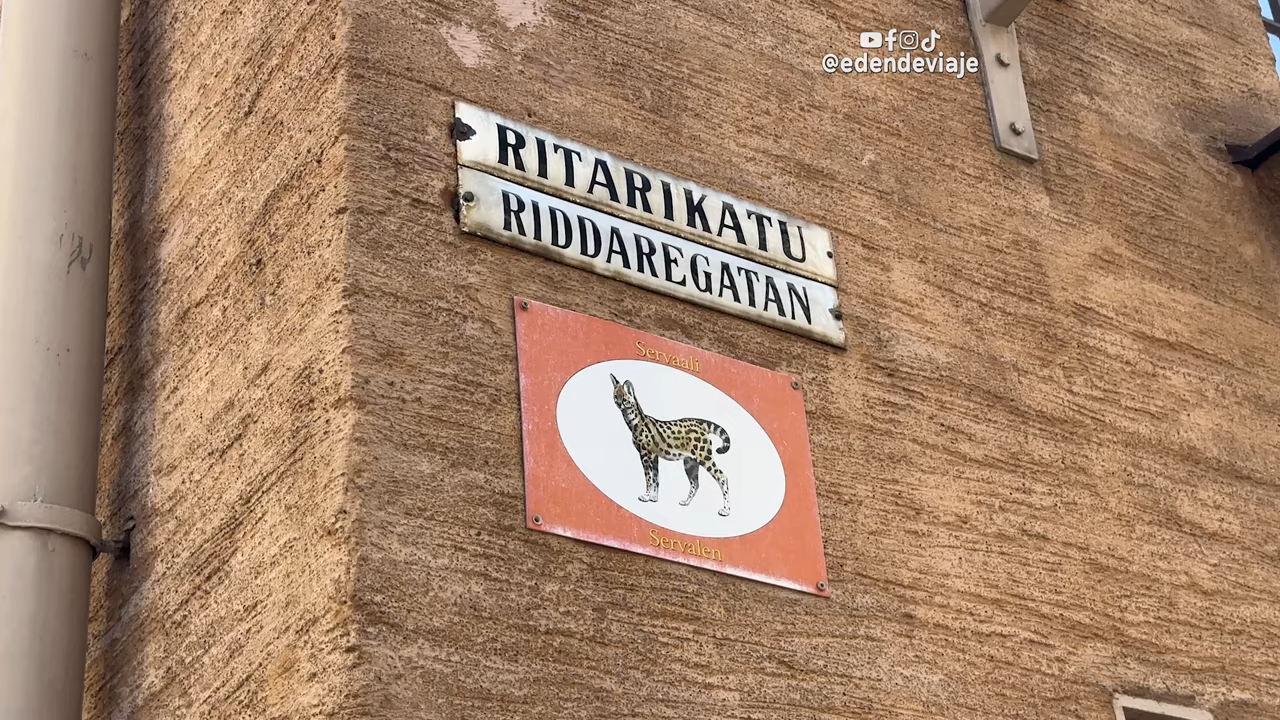 @edendeviaje
RITARIKATU
RIDDAREGATAN
Servaali
Servalen